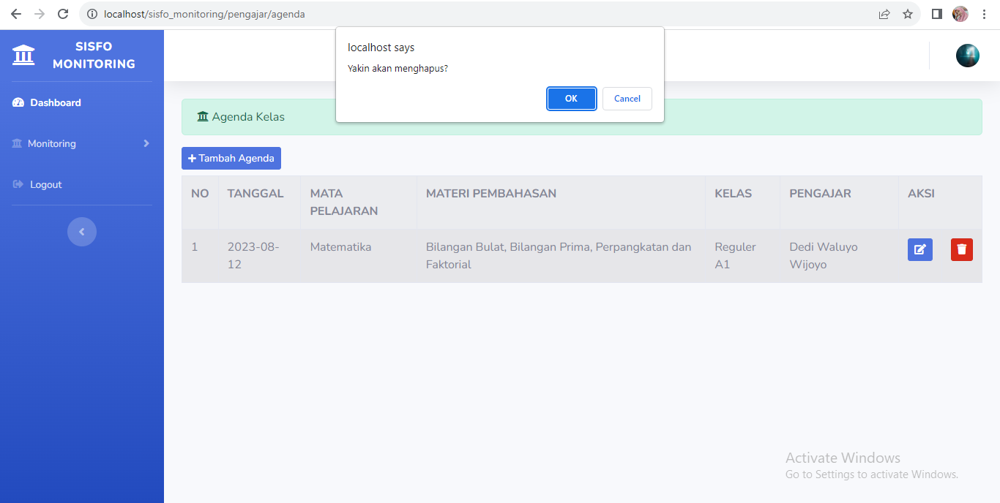 localhost/sisfo_monitoring/pengajar/agenda
SISFO
MONITORING
Dashboard
Monitoring
Logout
localhost says
Yakin akan menghapus?
OK
Cancel
Agenda Kelas
Tambah Agenda
NO
TANGGAL
MATA
PELAJARAN
MATERI PEMBAHASAN
KELAS
PENGAJAR
AKSI
1
2023-08-
12
Matematika
Bilangan Bulat, Bilangan Prima, Perpangkatan dan
Faktorial
Reguler
A1
Dedi Waluyo
Wijoyo
Activate Windows
Go to Settings to activate Windows.